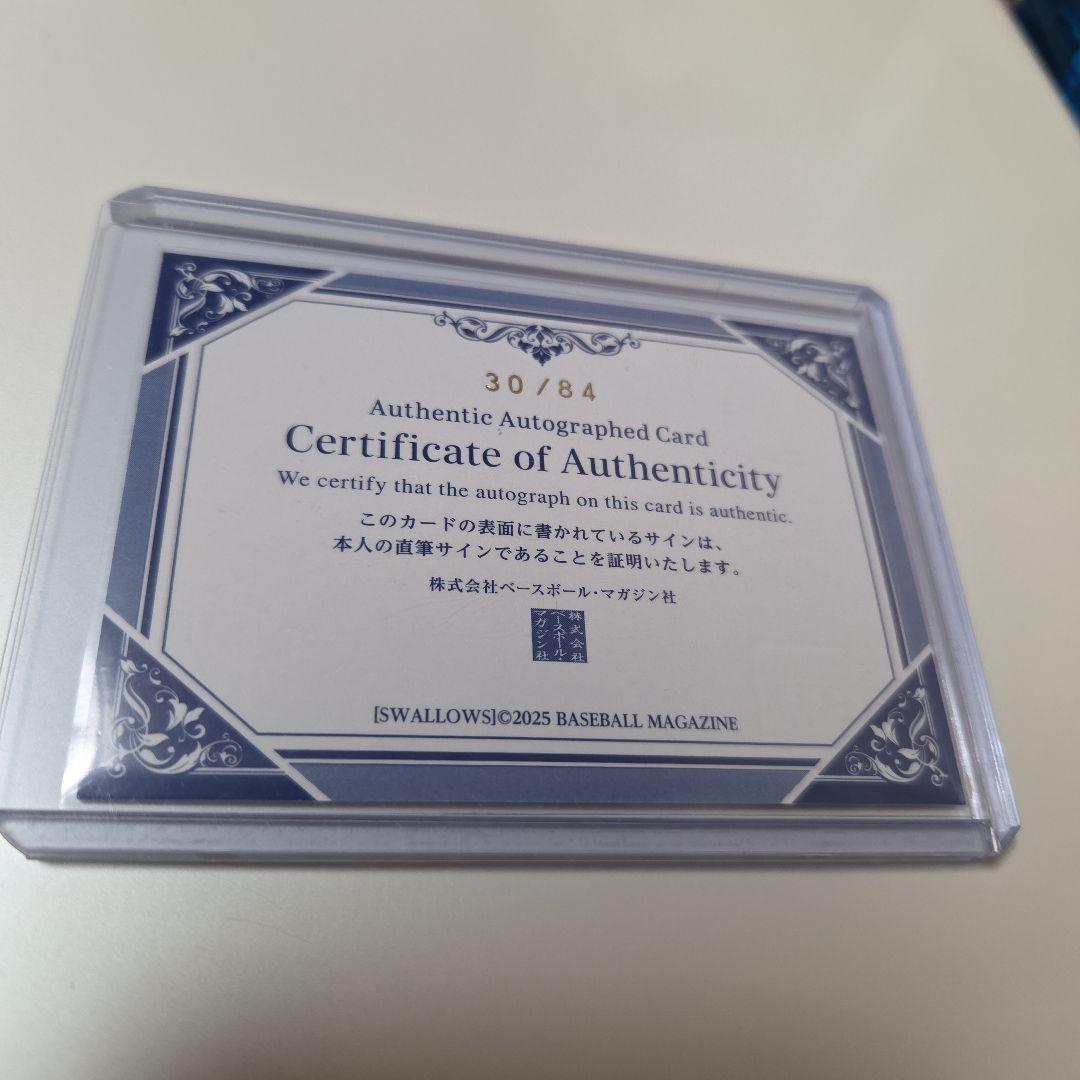 30/84
Authentic Autographed Card
Certificate of Authenticity
We certify that the autograph on this card is authentic.
このカードの表面に書かれているサインは、
本人の直筆サインであることを証明いたします。
株式会社ベースボール・マガジン社
株式会社
ベースボール・
マガジン社
[SWALLOWS]©2025 BASEBALL MAGAZINE